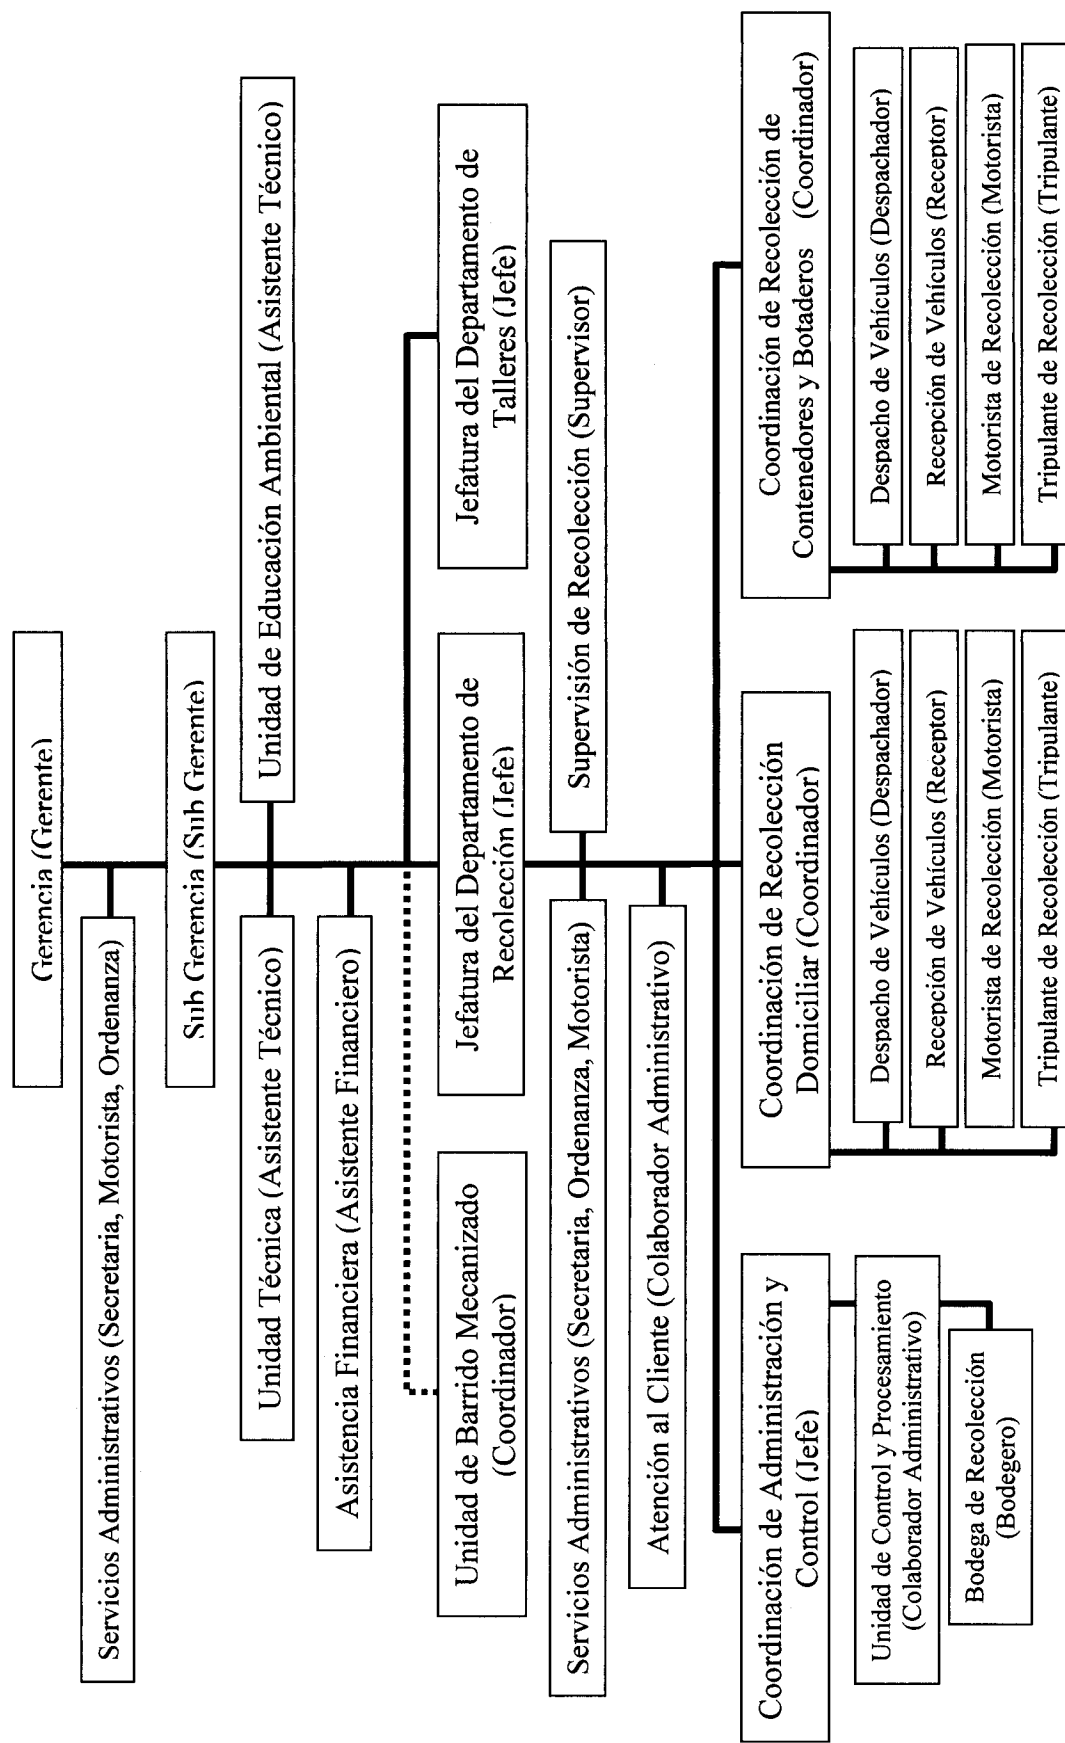 Gerencia (Gerente)
Servicios Administrativos (Secretaria, Motorista, Ordenanza)
Sub Gerencia (Sub Gerente)
Unidad Técnica (Asistente Técnico)
Unidad de Educación Ambiental (Asistente Técnico)
Asistencia Financiera (Asistente Financiero)
Unidad de Barrido Mecanizado
(Coordinador)
Jefatura del Departamento de
Recolección (Jefe)
Jefatura del Departamento de
Talleres (Jefe)
Servicios Administrativos (Secretaria, Ordenanza, Motorista)
Supervisión de Recolección (Supervisor)
Atención al Cliente (Colaborador Administrativo)
Coordinación de Administración y
Control (Jefe)
Unidad de Control y Procesamiento
(Colaborador Administrativo)
Bodega de Recolección
(Bodegero)
Coordinación de Recolección
Domiciliar (Coordinador)
Despacho de Vehículos (Despachador)
Recepción de Vehículos (Receptor)
Motorista de Recolección (Motorista)
Tripulante de Recolección (Tripulante)
Coordinación de Recolección de
Contenedores y Botaderos (Coordinador)
Despacho de Vehículos (Despachador)
Recepción de Vehículos (Receptor)
Motorista de Recolección (Motorista)
Tripulante de Recolección (Tripulante)